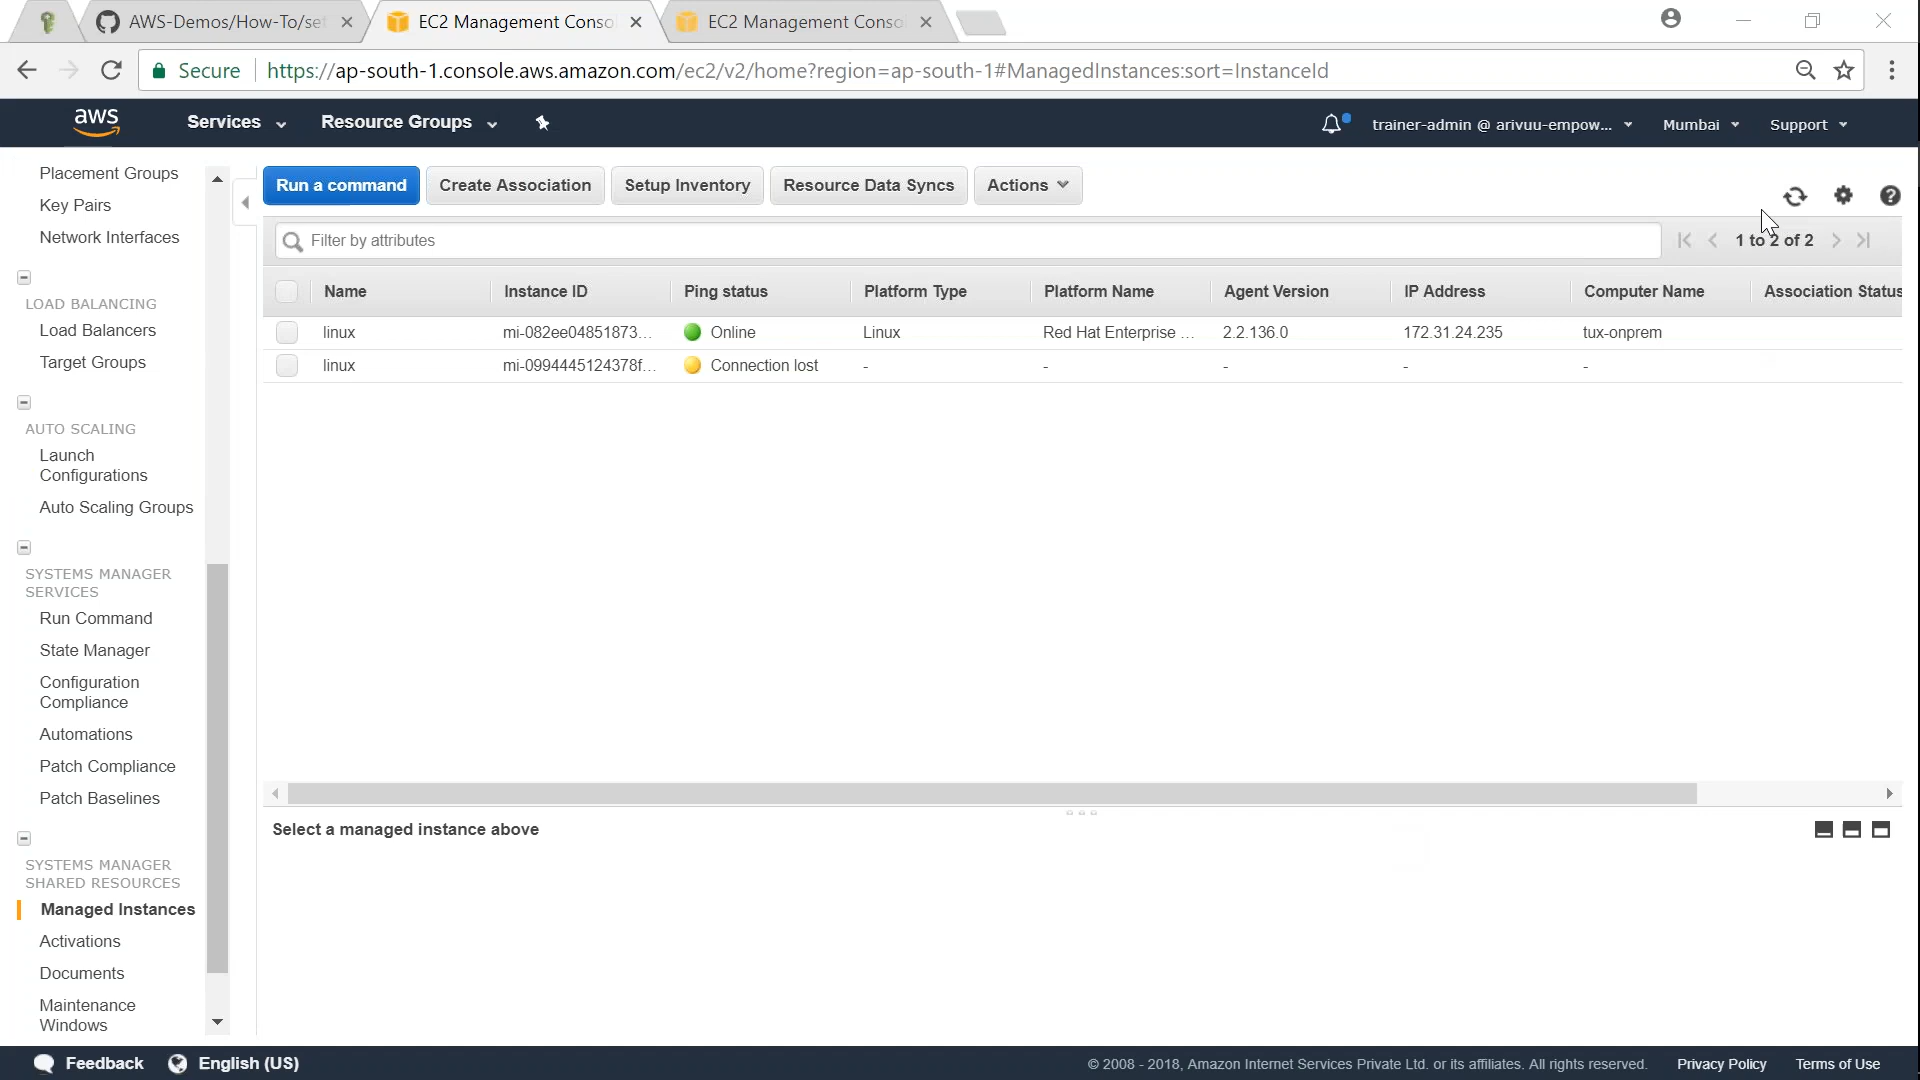 AWS-Demos/How-To/set
EC2 Management Consol
EC2 Management Conso
Secure
https://ap-south-1.console.aws.amazon.com/ec2/v2/home?region=ap-south-1#ManagedInstances:sort=InstanceId
aws
Services
Resource Groups
trainer-admin @ arivuu-empow...
Mumbai
Support
Placement Groups
Key Pairs
Network Interfaces
LOAD BALANCING
Load Balancers
Target Groups
AUTO SCALING
Launch
Configurations
Auto Scaling Groups
SYSTEMS MANAGER
SERVICES
Run Command
State Manager
Configuration
Compliance
Automations
Patch Compliance
Patch Baselines
SYSTEMS MANAGER
SHARED RESOURCES
Managed Instances
Activations
Documents
Maintenance
Windows
Run a command
Create Association
Setup Inventory
Resource Data Syncs
Actions
Filter by attributes
1 to 2 of 2
Name Instance ID Ping status Platform Type Platform Name Agent Version IP Address Computer Name Association Status
linux mi-082ee04851873... Online Linux Red Hat Enterprise ... 2.2.136.0 172.31.24.235 tux-onprem
linux mi-0994445124378f... Connection lost - - - - -
Select a managed instance above
Feedback
English (US)
© 2008 - 2018, Amazon Internet Services Private Ltd. or its affiliates. All rights reserved.
Privacy Policy
Terms of Use